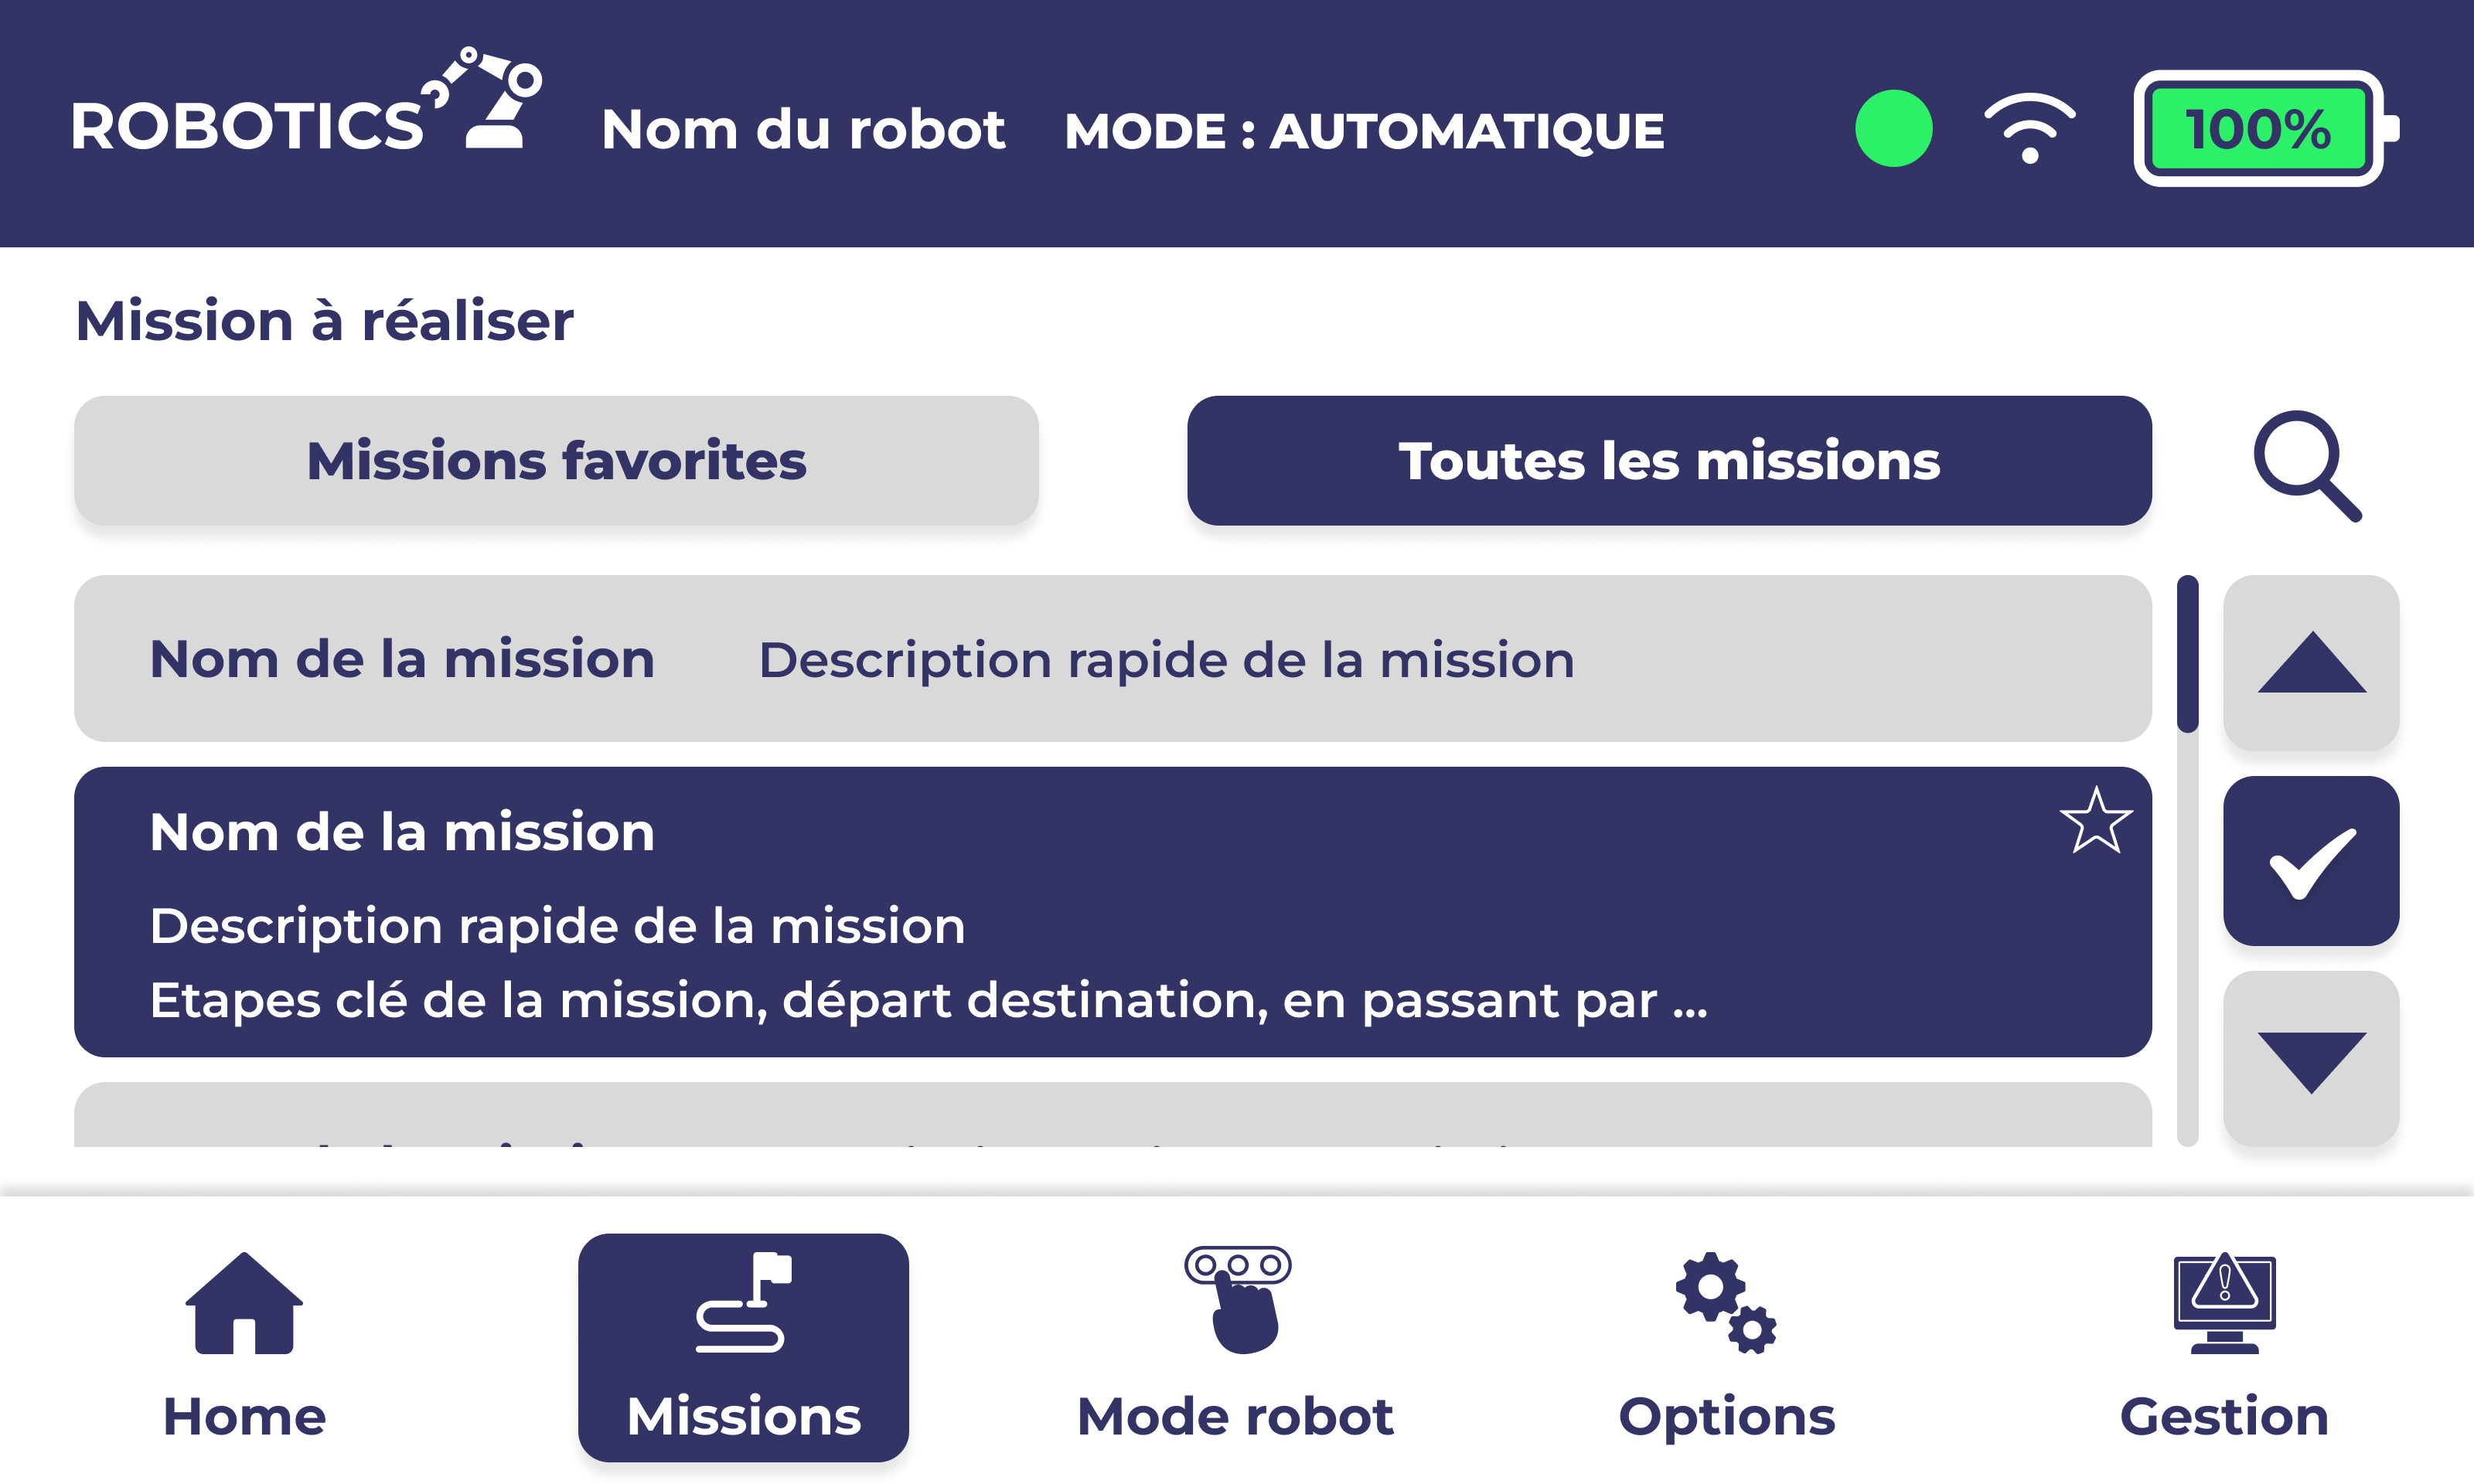 ROBOTICS
Nom du robot
MODE : AUTOMATIQUE
100%
Mission à réaliser
Missions favorites
Toutes les missions
Nom de la mission
Description rapide de la mission
Nom de la mission
Description rapide de la mission
Etapes clé de la mission, départ destination, en passant par ...
Home
Missions
Mode robot
Options
Gestion